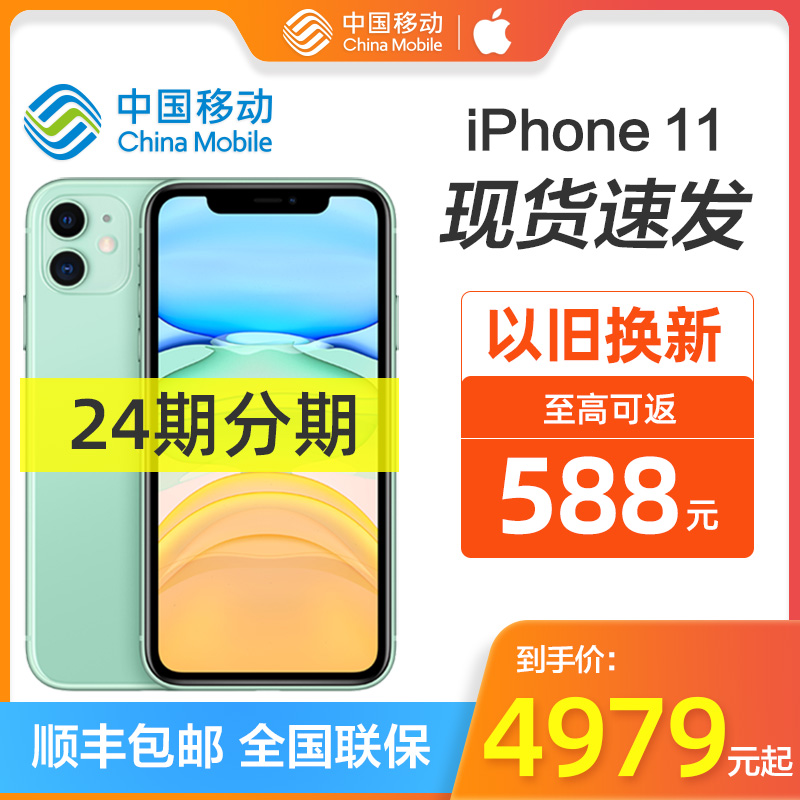 中国移动
China Mobile
中国移动
China Mobile
iPhone 11
现货速发
以旧换新
至高可返
588元
24期分期
到手价:
4979元起
顺丰包邮 全国联保